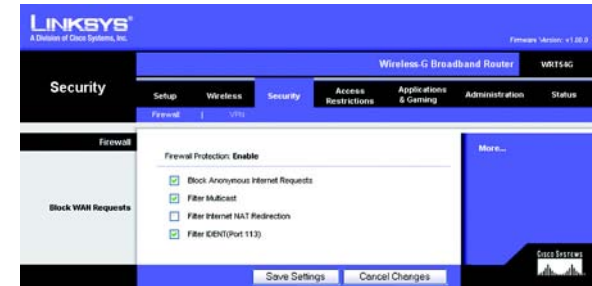 LINKSYS®
A Division of Cisco Systems, Inc.
Firmware Version: v1.00.0
Wireless-G Broadband Router WRT54G
Security
Setup Wireless Security Access Restrictions Applications & Gaming Administration Status
Firewall | VPN
Firewall
Firewall Protection: Enable
More...
Block WAN Requests
Block Anonymous Internet Requests
Filter Multicast
Filter Internet NAT Redirection
Filter IDENT(Port 113)
Save Settings Cancel Changes
CISCO SYSTEMS